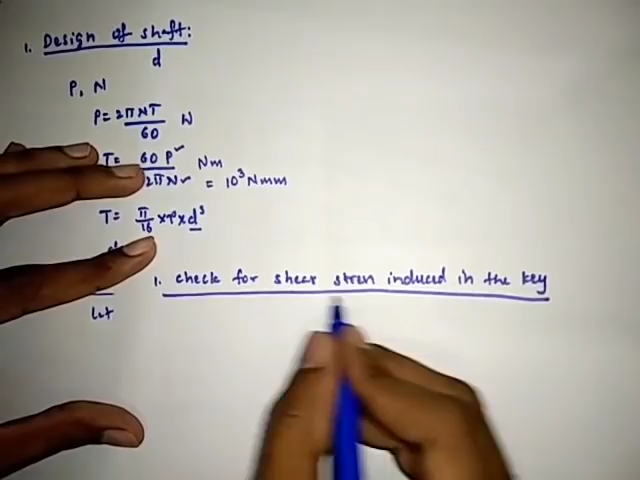 1. Design of shaft:
d
P, N
P = 2πNT / 60 W
T = 60 P / 2πN Nm
= 10³ Nmm
T = π/16 × τ × d³
let
1. check for shear stress induced in the key